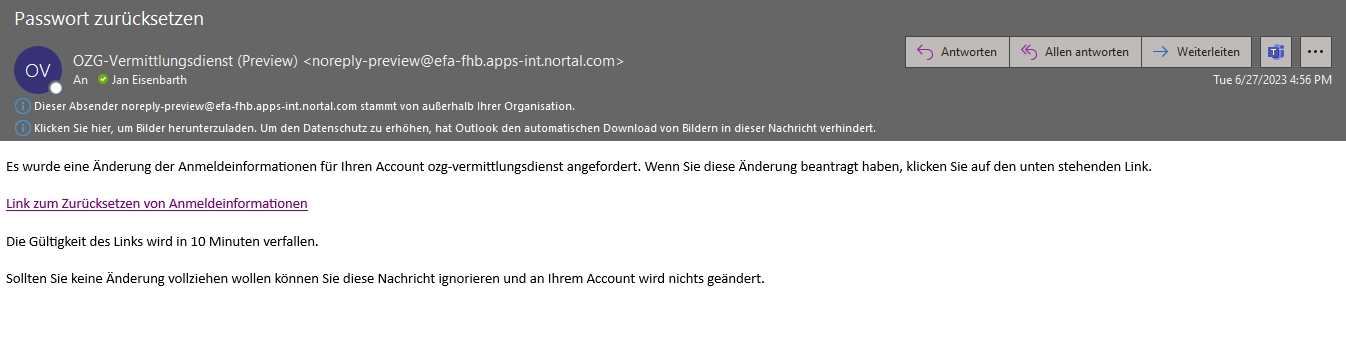 Passwort zurücksetzen
OV
OZG-Vermittlungsdienst (Preview) <noreply-preview@efa-fhb.apps-int.nortal.com>
An Jan Eisenbarth
Antworten
Allen antworten
Weiterleiten
Tue 6/27/2023 4:56 PM
Dieser Absender noreply-preview@efa-fhb.apps-int.nortal.com stammt von außerhalb Ihrer Organisation.
Klicken Sie hier, um Bilder herunterzuladen. Um den Datenschutz zu erhöhen, hat Outlook den automatischen Download von Bildern in dieser Nachricht verhindert.
Es wurde eine Änderung der Anmeldeinformationen für Ihren Account ozg-vermittlungsdienst angefordert. Wenn Sie diese Änderung beantragt haben, klicken Sie auf den unten stehenden Link.
Link zum Zurücksetzen von Anmeldeinformationen
Die Gültigkeit des Links wird in 10 Minuten verfallen.
Sollten Sie keine Änderung vollziehen wollen können Sie diese Nachricht ignorieren und an Ihrem Account wird nichts geändert.